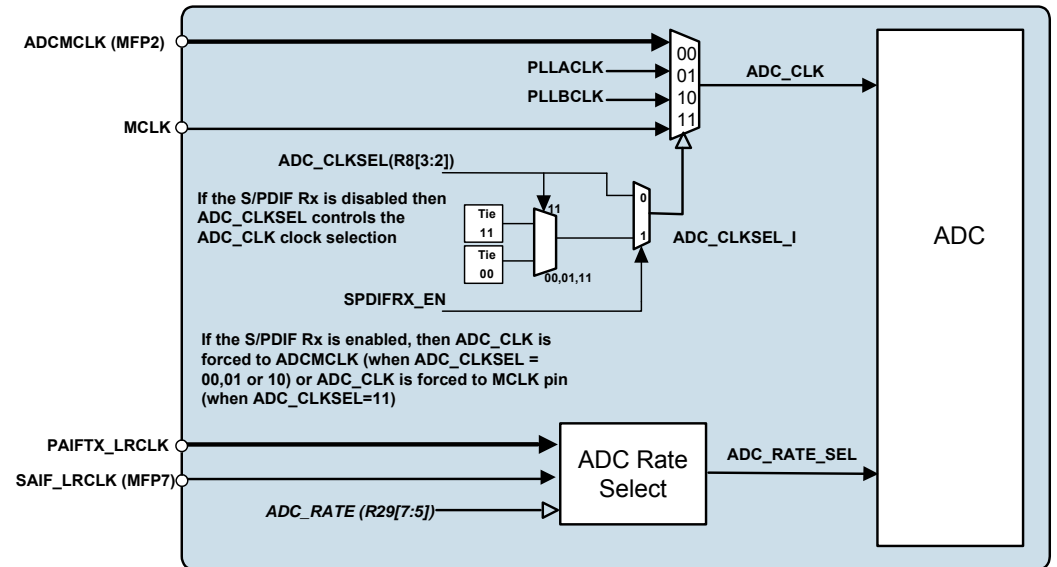 ADCMCLK (MFP2)
PLLACLK
PLLBCLK
MCLK
00
01
10
11
ADC_CLK
ADC
ADC_CLKSEL(R8[3:2])
If the S/PDIF Rx is disabled then
ADC_CLKSEL controls the
ADC_CLK clock selection
Tie
11
Tie
00
11
00,01,11
0
1
ADC_CLKSEL_I
SPDIFRX_EN
If the S/PDIF Rx is enabled, then ADC_CLK is
forced to ADCMCLK (when ADC_CLKSEL =
00,01 or 10) or ADC_CLK is forced to MCLK pin
(when ADC_CLKSEL=11)
PAIFTX_LRCLK
SAIF_LRCLK (MFP7)
ADC_RATE (R29[7:5])
ADC Rate
Select
ADC_RATE_SEL